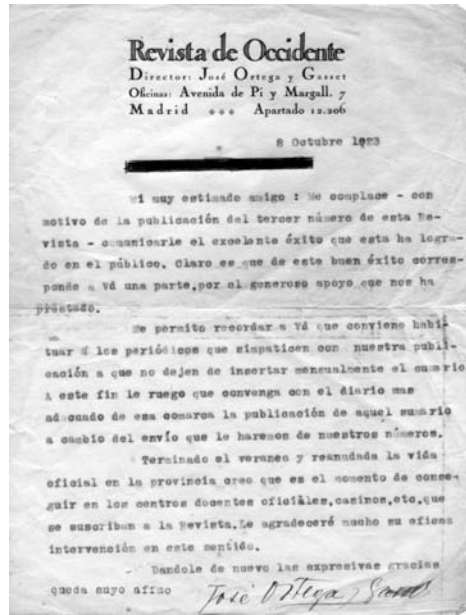 Revista de Occidente
Director: José Ortega y Gasset
Oficinas: Avenida de Pi y Margall, 7
Madrid Apartado 12.206
8 Octubre 1923
Mi muy estimado amigo : Me complace - con
motivo de la publicación del tercer número de esta Re-
vista - comunicarle el excelente éxito que esta ha logra-
do en el público. Claro es que de este buen éxito corres-
ponde a Vd una parte, por el generoso apoyo que nos ha
prestado.
Me permito recordar a Vd que conviene habi-
tuar á los periódicos que simpaticen con nuestra publi-
cación a que no dejen de insertar mensualmente el sumario
A este fin le ruego que convenga con el diario mas
adecuado de esa comarca la publicación de aquel sumario
a cambio del envío que le haremos de nuestros números.
Terminado el veraneo y reanudada la vida
oficial en la provincia creo que es el momento de conse-
guir en los centros docentes oficiales, casinos, etc, que
se suscriban a la Revista. Le agradeceré mucho su eficaz
intervención en este sentido.
Dandole de nuevo las expresivas gracias
queda suyo affmo
José Ortega y Gasset